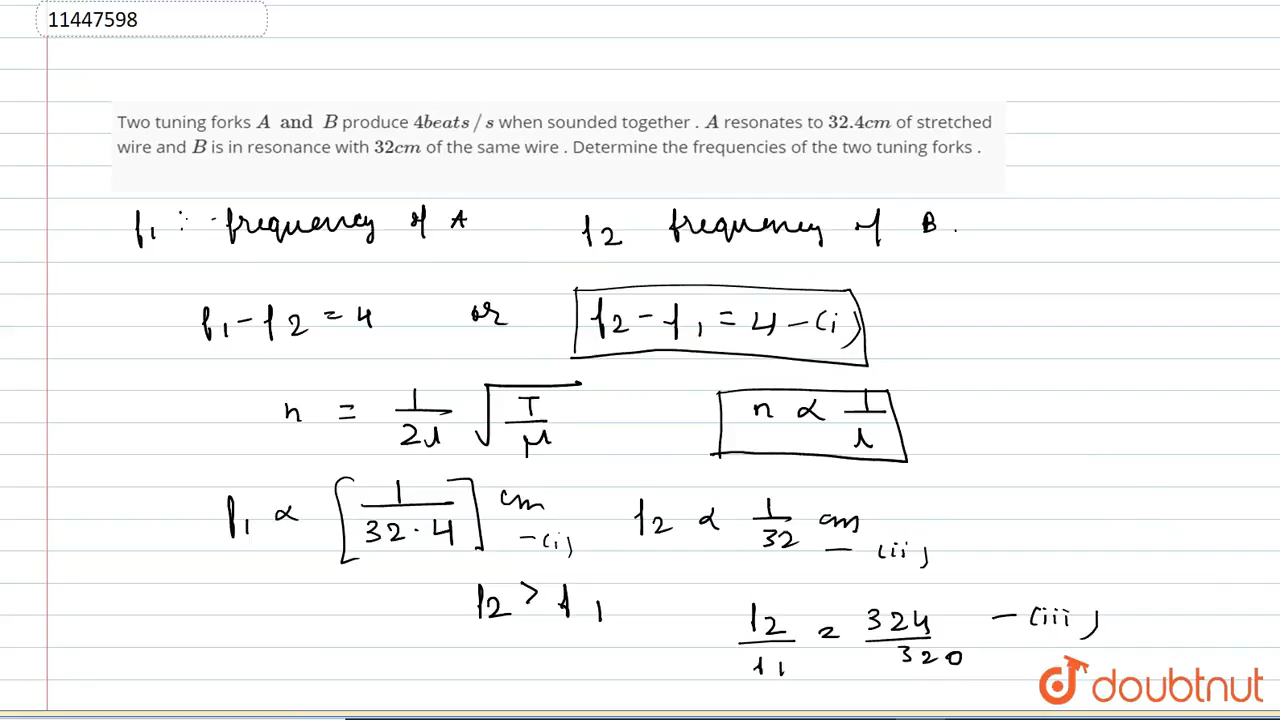 11447598
Two tuning forks A and B produce 4beats/s when sounded together . A resonates to 32.4cm of stretched
wire and B is in resonance with 32cm of the same wire . Determine the frequencies of the two tuning forks .
f₁ : frequency of A f₂ frequency of B .
f₁ - f₂ = 4 or f₂ - f₁ = 4 -(i)
n = 1/2l √(T/μ) n ∝ 1/l
f₁ ∝ [1/32.4] cm -(i) f₂ ∝ 1/32 cm - (ii)
f₂ > f₁
f₂/f₁ = 324/320 - (iii)
doubtnut